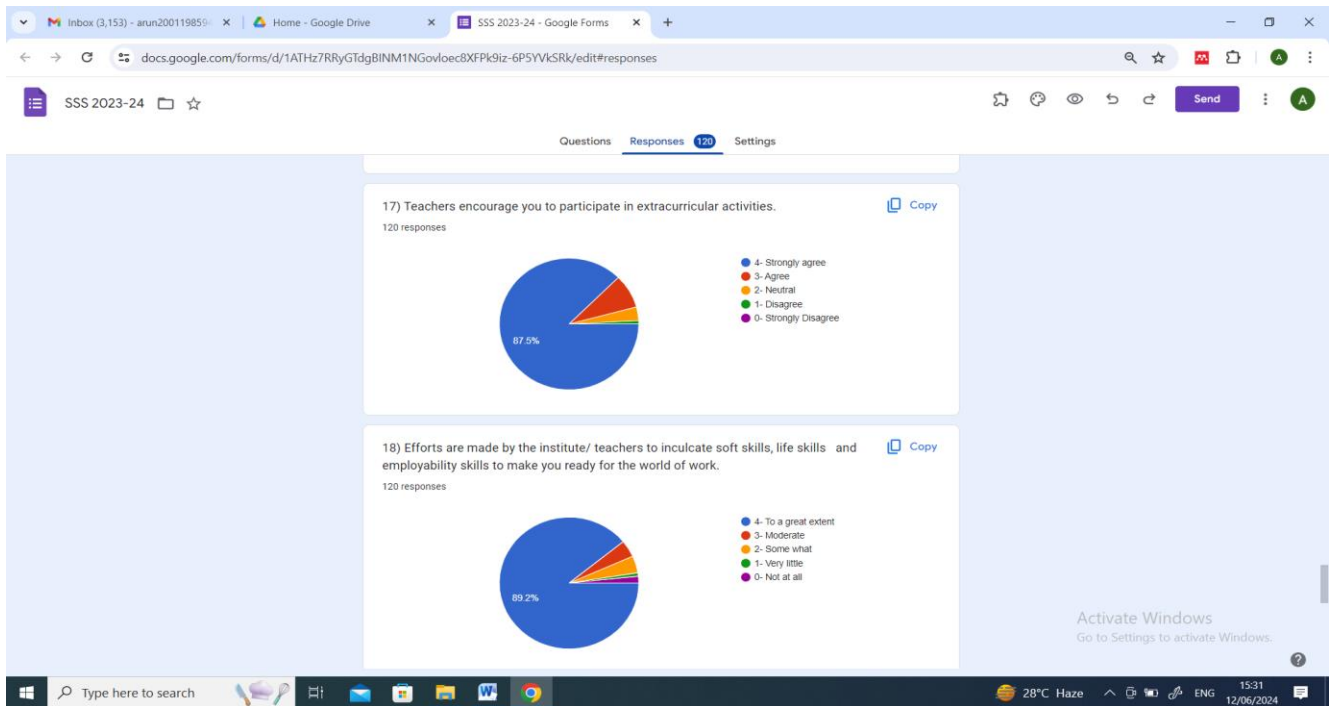 Inbox (3,153) - arun2001198594
Home - Google Drive
SSS 2023-24 - Google Forms
docs.google.com/forms/d/1ATHz7RRyGTdgBINM1NGovloec8XFPk9iz-6P5YVkSRk/edit#responses
A
SSS 2023-24
Send
A
Questions
Responses 120
Settings
17) Teachers encourage you to participate in extracurricular activities.
Copy
120 responses
4- Strongly agree
3- Agree
2- Neutral
1- Disagree
0- Strongly Disagree
87.5%
18) Efforts are made by the institute/ teachers to inculcate soft skills, life skills and
employability skills to make you ready for the world of work.
Copy
120 responses
4- To a great extent
3- Moderate
2- Some what
1- Very little
0- Not at all
89.2%
Activate Windows
Go to Settings to activate Windows.
Type here to search
28°C Haze
ENG
15:31
12/06/2024